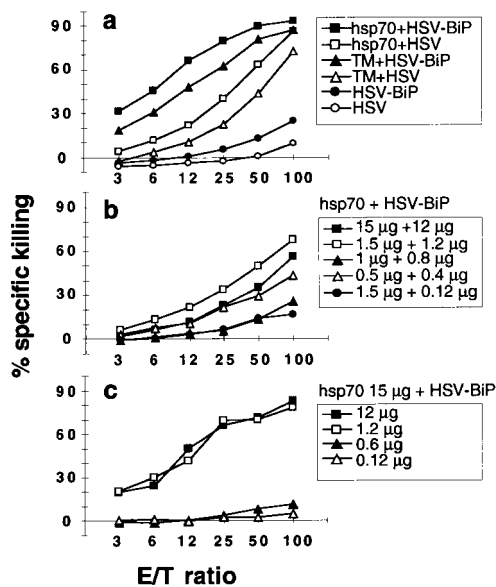 a
90
60
30
0
3 6 12 25 50 100
hsp70+HSV-BiP
hsp70+HSV
TM+HSV-BiP
TM+HSV
HSV-BiP
HSV
% specific killing
b
90
60
30
0
3 6 12 25 50 100
hsp70 + HSV-BiP
15 µg +12 µg
1.5 µg + 1.2 µg
1 µg + 0.8 µg
0.5 µg + 0.4 µg
1.5 µg + 0.12 µg
c
90
60
30
0
3 6 12 25 50 100
hsp70 15 µg + HSV-BiP
12 µg
1.2 µg
0.6 µg
0.12 µg
E/T ratio